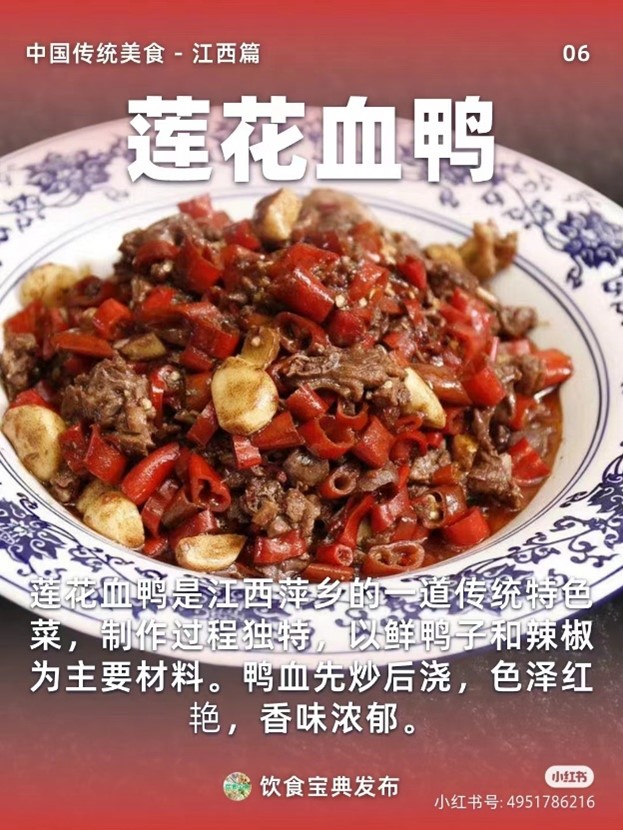 中国传统美食 - 江西篇
06
莲花血鸭
莲花血鸭是江西萍乡的一道传统特色
菜，制作过程独特，以鲜鸭子和辣椒
为主要材料。鸭血先炒后浇，色泽红
艳，香味浓郁。
饮食宝典发布
小红书
小红书号: 4951786216